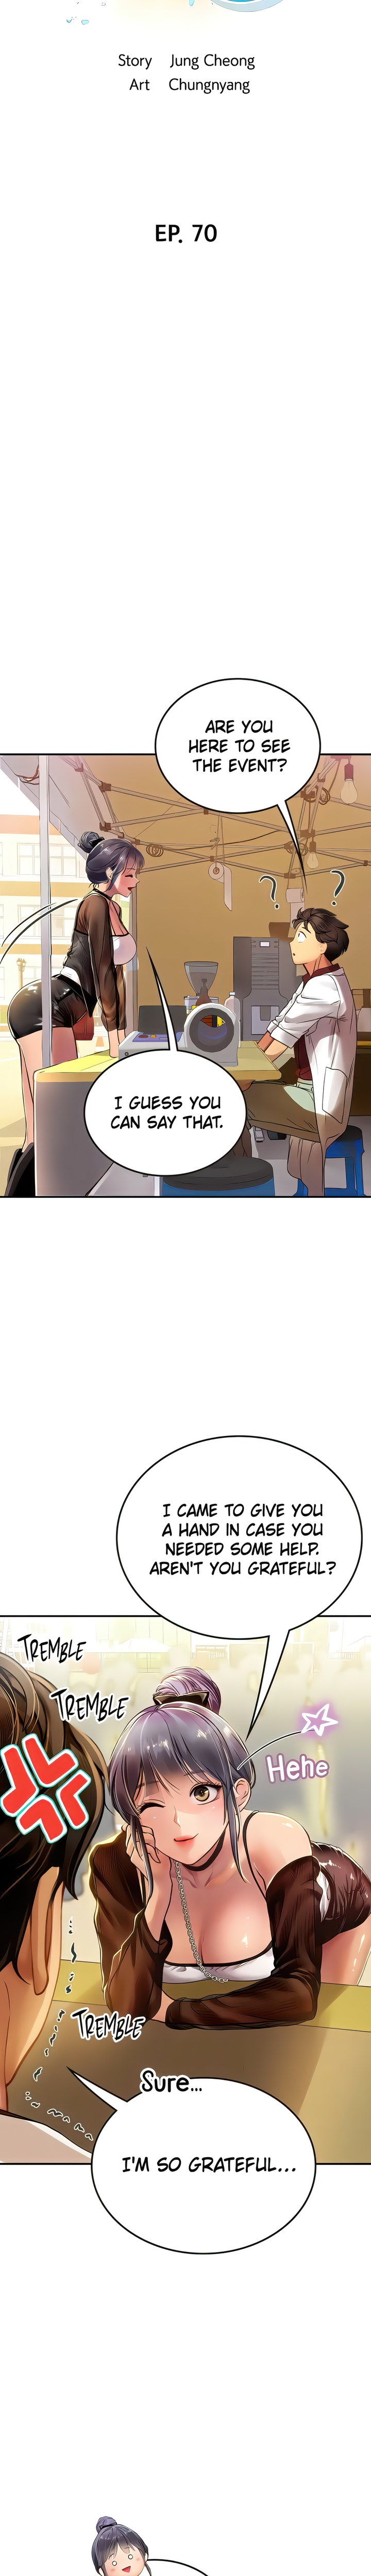 Story Jung Cheong
Art Chungnyang
EP. 70
ARE YOU
HERE TO SEE
THE EVENT?
I GUESS YOU
CAN SAY THAT.
I CAME TO GIVE YOU
A HAND IN CASE YOU
NEEDED SOME HELP.
AREN'T YOU GRATEFUL?
TREMBLE
TREMBLE
Hehe
TREMBLE
Sure...
I'M SO GRATEFUL...